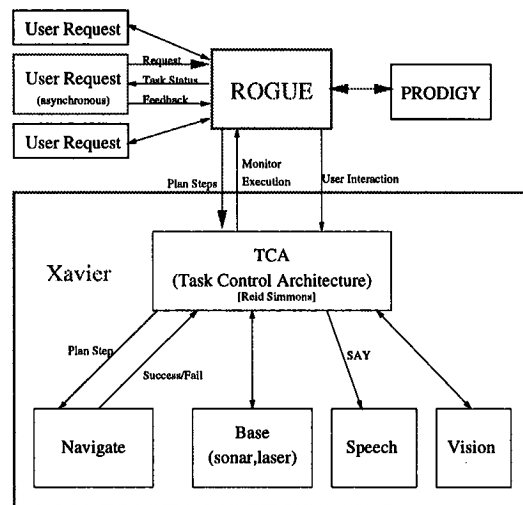 User Request
User Request
(asynchronous)
User Request
Request
Task Status
Feedback
ROGUE
PRODIGY
Plan Steps
Monitor
Execution
User Interaction
Xavier
TCA
(Task Control Architecture)
[Reid Simmons]
Plan Step
Success/Fail
SAY
Navigate
Base
(sonar,laser)
Speech
Vision